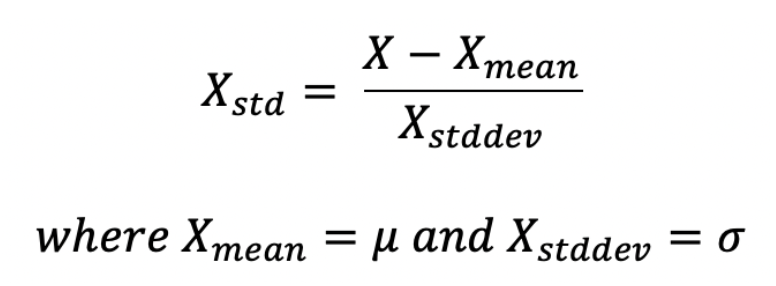 X_std = (X − X_mean) / X_stddev
where X_mean = μ and X_stddev = σ